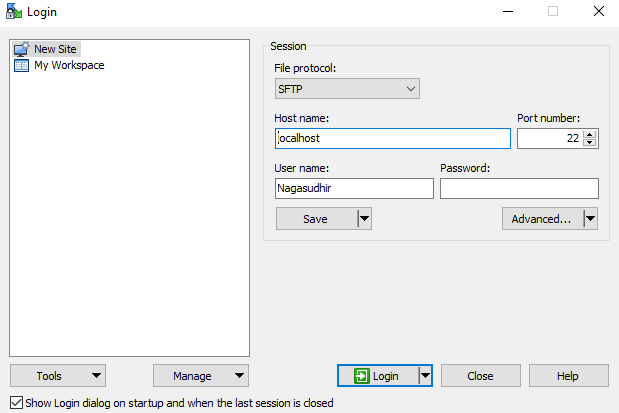 Login
New Site
My Workspace
Session
File protocol:
SFTP
Host name:
Port number:
localhost
22
User name:
Password:
Nagasudhir
Save
Advanced...
Tools
Manage
Login
Close
Help
Show Login dialog on startup and when the last session is closed